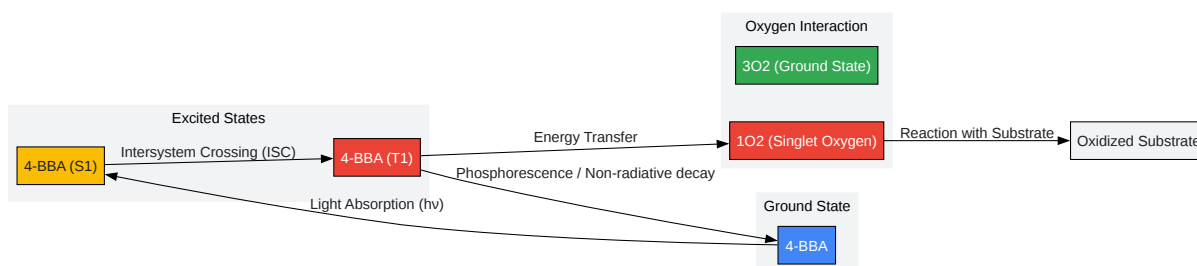 Oxygen Interaction
3O2 (Ground State)
Excited States
Energy Transfer
1O2 (Singlet Oxygen)
Reaction with Substrate
Oxidized Substrate
4-BBA (S1)
Intersystem Crossing (ISC)
4-BBA (T1)
Phosphorescence / Non-radiative decay
Light Absorption (hν)
Ground State
4-BBA